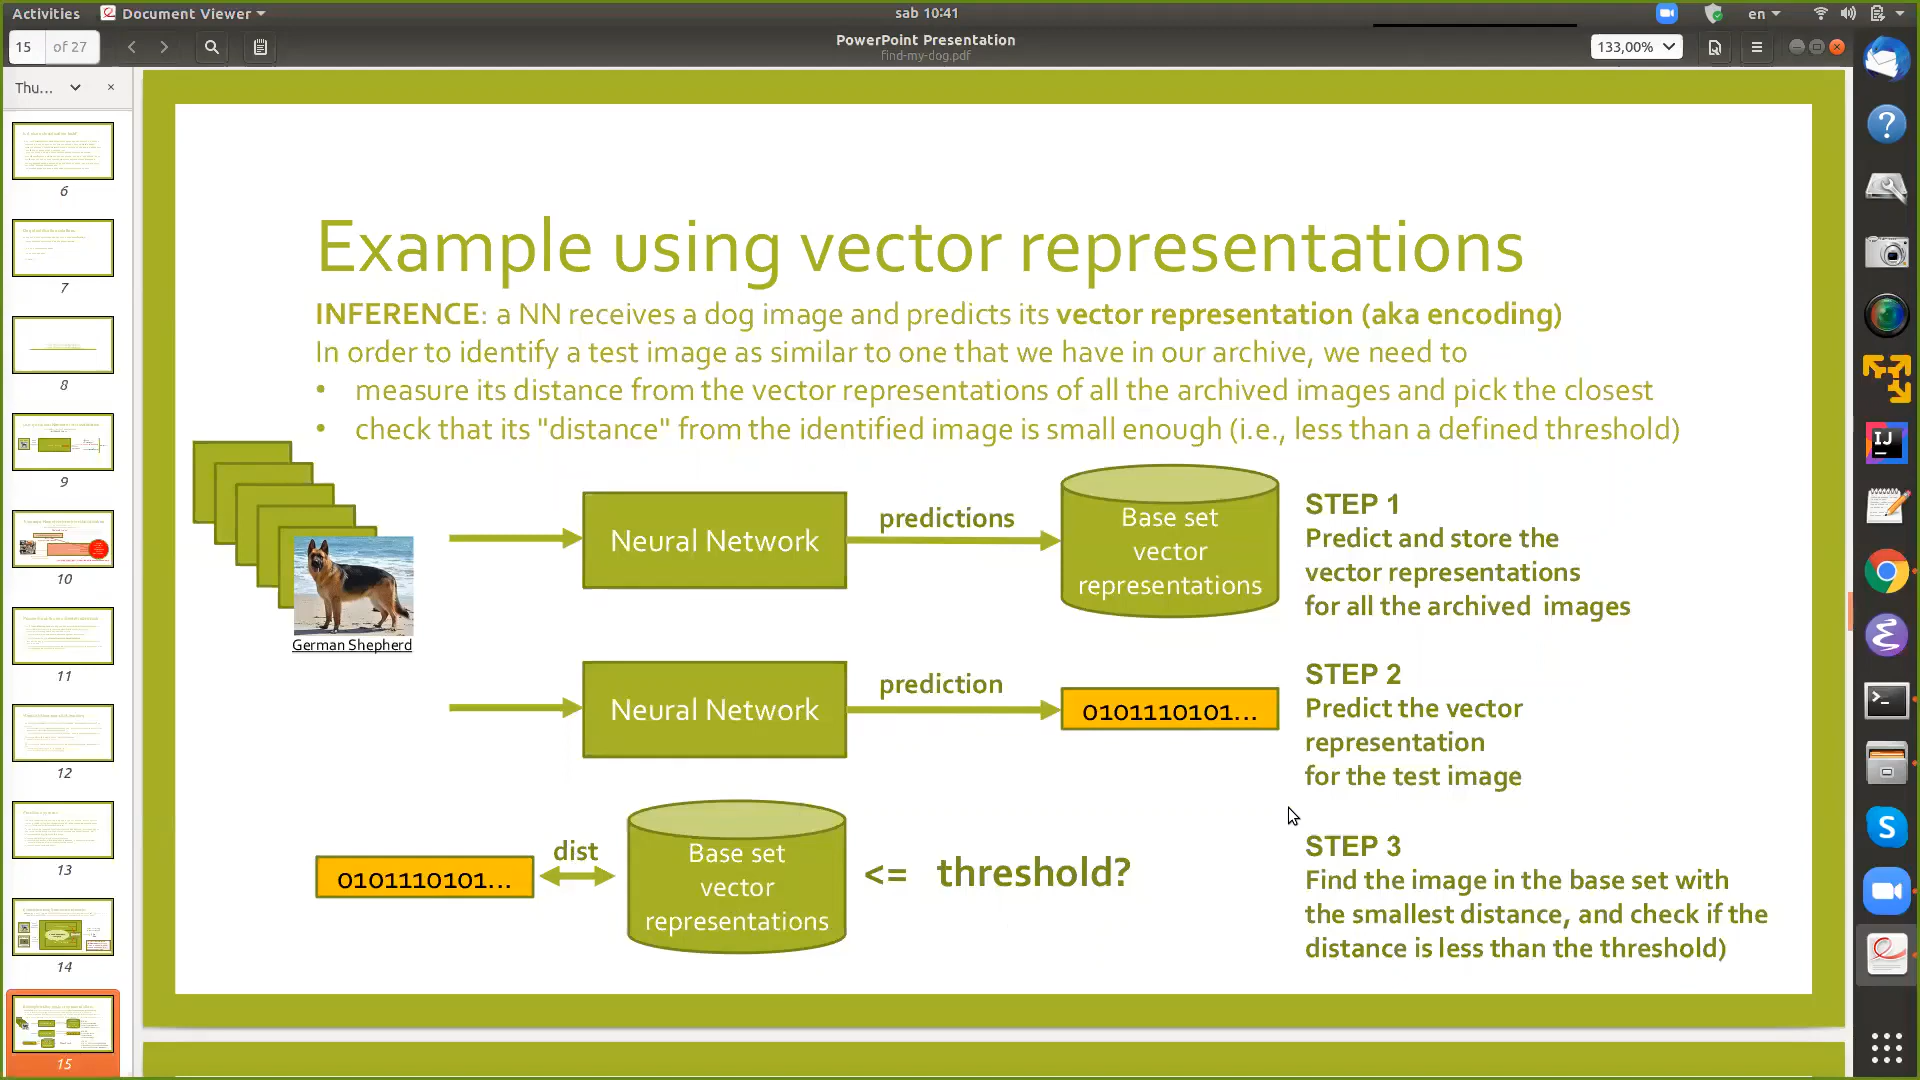 Activities
Document Viewer
sab 10:41
en
15
of 27
PowerPoint Presentation
find-my-dog.pdf
133,00%
Thu...
6
7
8
9
10
11
12
13
14
15
Example using vector representations
INFERENCE: a NN receives a dog image and predicts its vector representation (aka encoding)
In order to identify a test image as similar to one that we have in our archive, we need to
• measure its distance from the vector representations of all the archived images and pick the closest
• check that its "distance" from the identified image is small enough (i.e., less than a defined threshold)
German Shepherd
Neural Network
predictions
Base set
vector
representations
STEP 1
Predict and store the
vector representations
for all the archived images
Neural Network
prediction
0101110101...
STEP 2
Predict the vector
representation
for the test image
0101110101...
dist
Base set
vector
representations
<= threshold?
STEP 3
Find the image in the base set with
the smallest distance, and check if the
distance is less than the threshold)
IJ